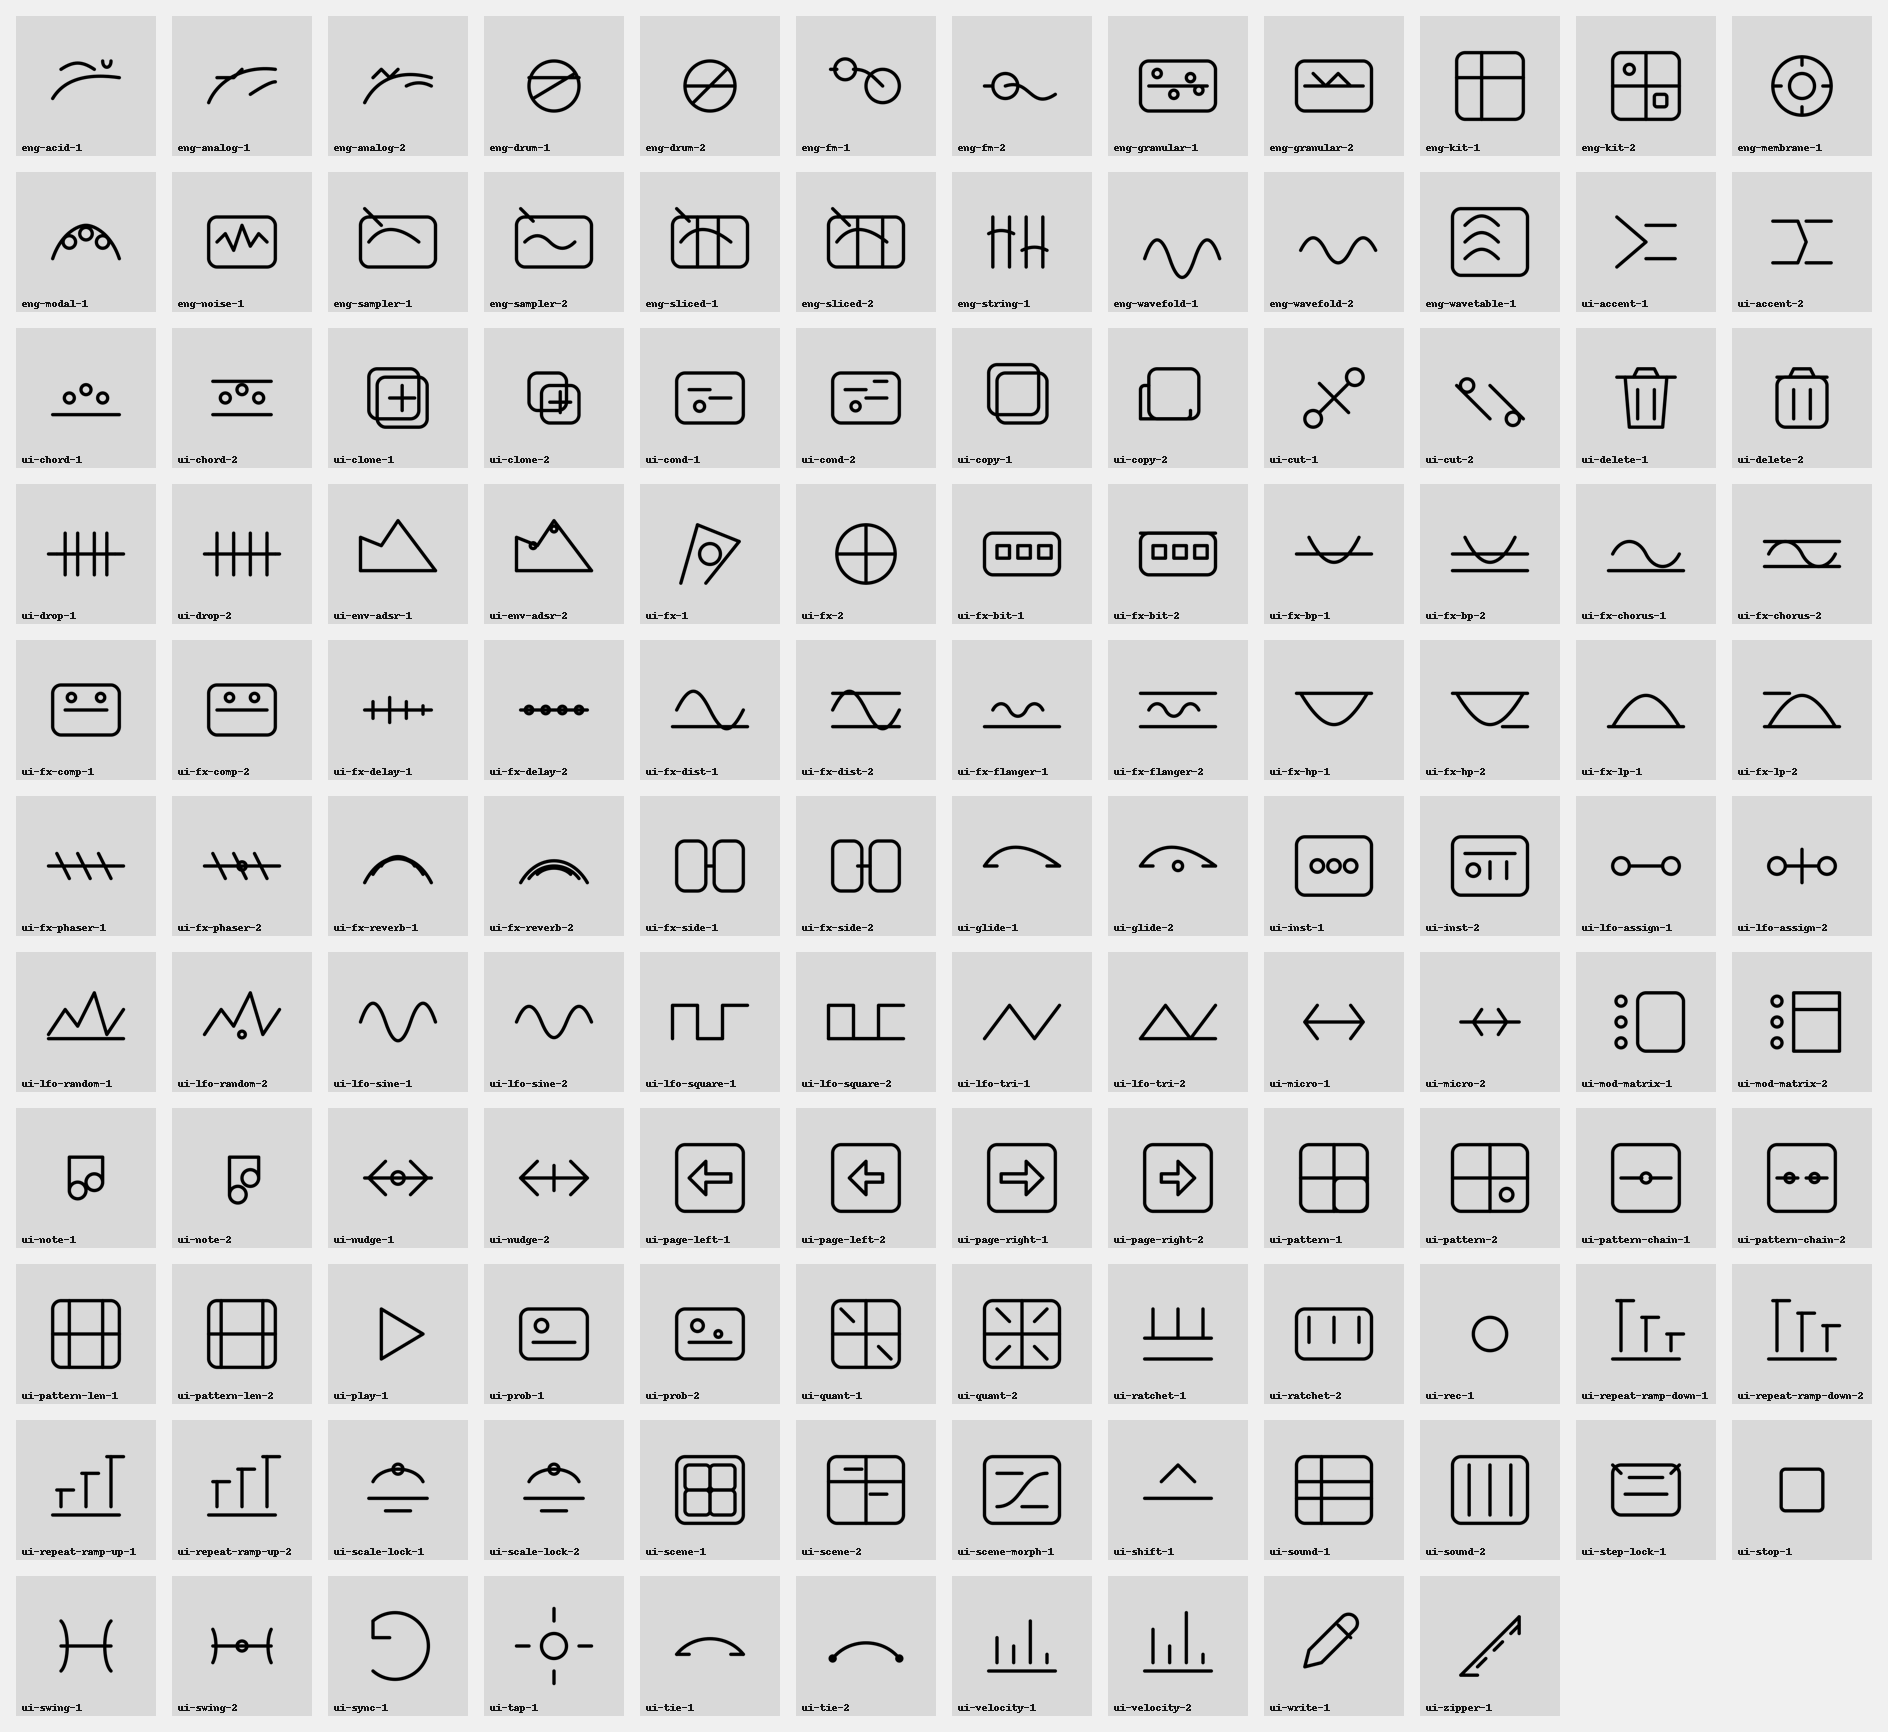 eng-acid-1 eng-analog-1 eng-analog-2 eng-drum-1 eng-drum-2 eng-fm-1 eng-fm-2 eng-granular-1 eng-granular-2 eng-kit-1 eng-kit-2 eng-membrane-1
eng-modal-1 eng-noise-1 eng-sampler-1 eng-sampler-2 eng-sliced-1 eng-sliced-2 eng-string-1 eng-wavefold-1 eng-wavefold-2 eng-wavetable-1 ui-accent-1 ui-accent-2
ui-chord-1 ui-chord-2 ui-clone-1 ui-clone-2 ui-cond-1 ui-cond-2 ui-copy-1 ui-copy-2 ui-cut-1 ui-cut-2 ui-delete-1 ui-delete-2
ui-drop-1 ui-drop-2 ui-env-adsr-1 ui-env-adsr-2 ui-fx-1 ui-fx-2 ui-fx-bit-1 ui-fx-bit-2 ui-fx-bp-1 ui-fx-bp-2 ui-fx-chorus-1 ui-fx-chorus-2
ui-fx-comp-1 ui-fx-comp-2 ui-fx-delay-1 ui-fx-delay-2 ui-fx-dist-1 ui-fx-dist-2 ui-fx-flanger-1 ui-fx-flanger-2 ui-fx-hp-1 ui-fx-hp-2 ui-fx-lp-1 ui-fx-lp-2
ui-fx-phaser-1 ui-fx-phaser-2 ui-fx-reverb-1 ui-fx-reverb-2 ui-fx-side-1 ui-fx-side-2 ui-glide-1 ui-glide-2 ui-inst-1 ui-inst-2 ui-lfo-assign-1 ui-lfo-assign-2
ui-lfo-random-1 ui-lfo-random-2 ui-lfo-sine-1 ui-lfo-sine-2 ui-lfo-square-1 ui-lfo-square-2 ui-lfo-tri-1 ui-lfo-tri-2 ui-micro-1 ui-micro-2 ui-mod-matrix-1 ui-mod-matrix-2
ui-note-1 ui-note-2 ui-nudge-1 ui-nudge-2 ui-page-left-1 ui-page-left-2 ui-page-right-1 ui-page-right-2 ui-pattern-1 ui-pattern-2 ui-pattern-chain-1 ui-pattern-chain-2
ui-pattern-len-1 ui-pattern-len-2 ui-play-1 ui-prob-1 ui-prob-2 ui-quant-1 ui-quant-2 ui-ratchet-1 ui-ratchet-2 ui-rec-1 ui-repeat-ramp-down-1 ui-repeat-ramp-down-2
ui-repeat-ramp-up-1 ui-repeat-ramp-up-2 ui-scale-lock-1 ui-scale-lock-2 ui-scene-1 ui-scene-2 ui-scene-morph-1 ui-shift-1 ui-sound-1 ui-sound-2 ui-step-lock-1 ui-stop-1
ui-swing-1 ui-swing-2 ui-sync-1 ui-tap-1 ui-tie-1 ui-tie-2 ui-velocity-1 ui-velocity-2 ui-write-1 ui-zipper-1